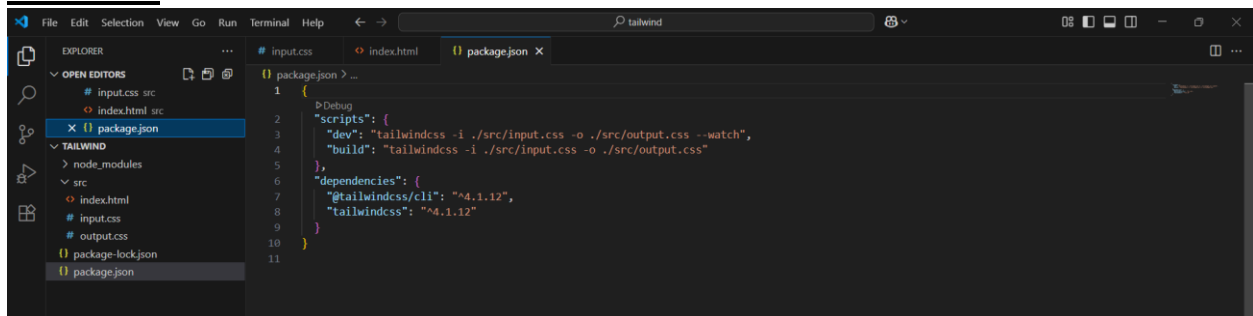 File Edit Selection View Go Run Terminal Help
tailwind
EXPLORER
OPEN EDITORS
# input.css src
<> index.html src
{} package.json
TAILWIND
node_modules
src
<> index.html
# input.css
# output.css
{} package-lock.json
{} package.json
# input.css <> index.html {} package.json
{} package.json > ...
1 {
Debug
2 "scripts": {
3 "dev": "tailwindcss -i ./src/input.css -o ./src/output.css --watch",
4 "build": "tailwindcss -i ./src/input.css -o ./src/output.css"
5 },
6 "dependencies": {
7 "@tailwindcss/cli": "^4.1.12",
8 "tailwindcss": "^4.1.12"
9 }
10 }
11